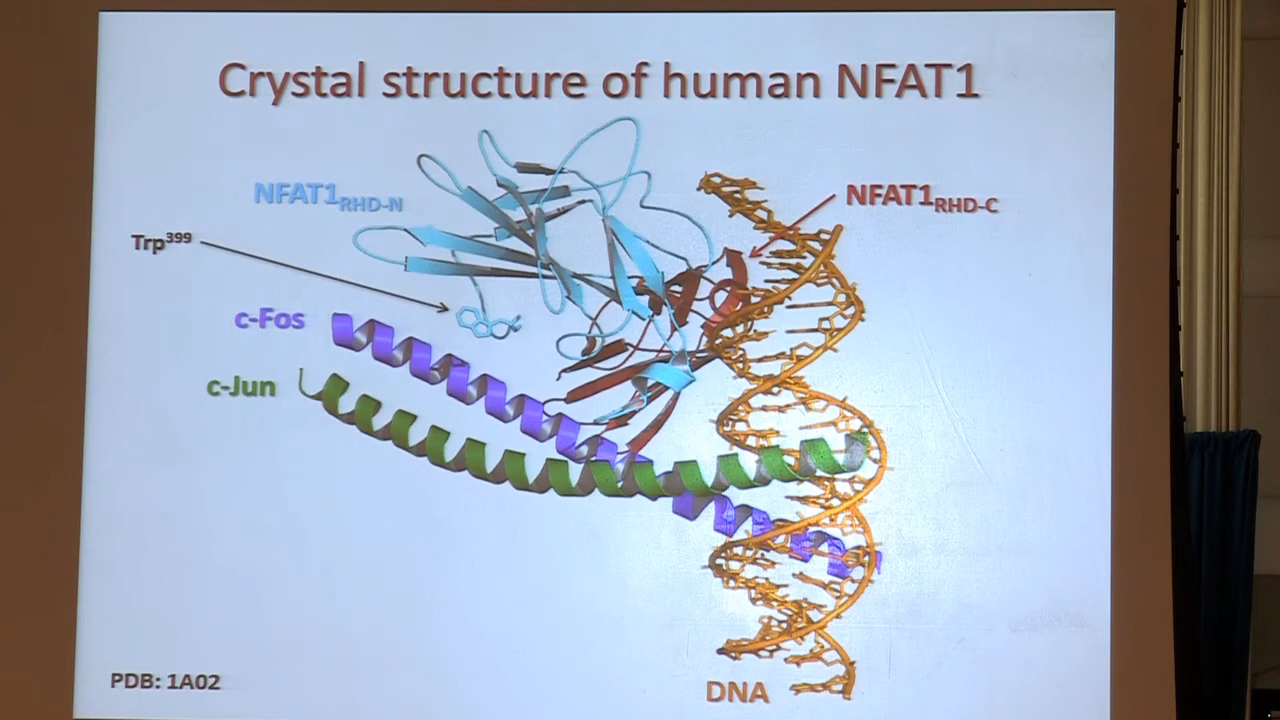 Crystal structure of human NFAT1
NFAT1RHD-N
NFAT1RHD-C
Trp399
c-Fos
c-Jun
PDB: 1A02
DNA